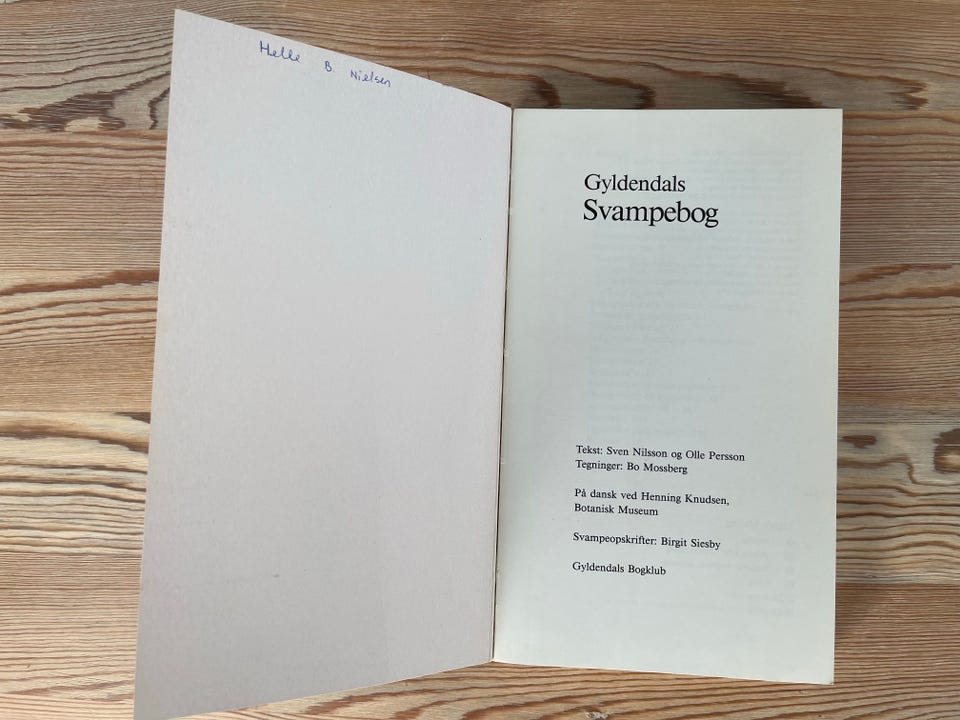 Helle B. Nielsen
Gyldendals
Svampebog
Tekst: Sven Nilsson og Olle Persson
Tegninger: Bo Mossberg
På dansk ved Henning Knudsen,
Botanisk Museum
Svampeopskrifter: Birgit Siesby
Gyldendals Bogklub